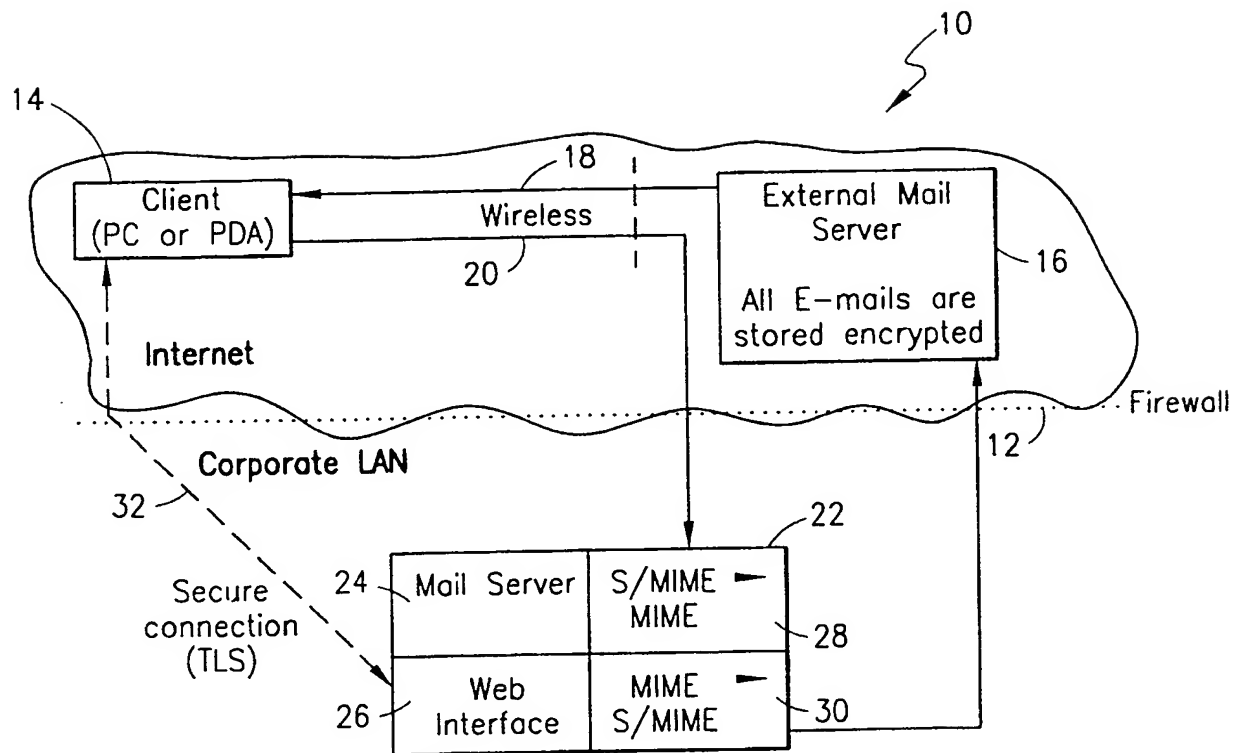 10
14
18
Client
(PC or PDA)
Wireless
20
External Mail
Server
16
All E-mails are
stored encrypted
Internet
Firewall
12
Corporate LAN
32
22
Secure
connection
(TLS)
24
Mail Server
S/MIME
MIME
28
26
Web
Interface
MIME
S/MIME
30